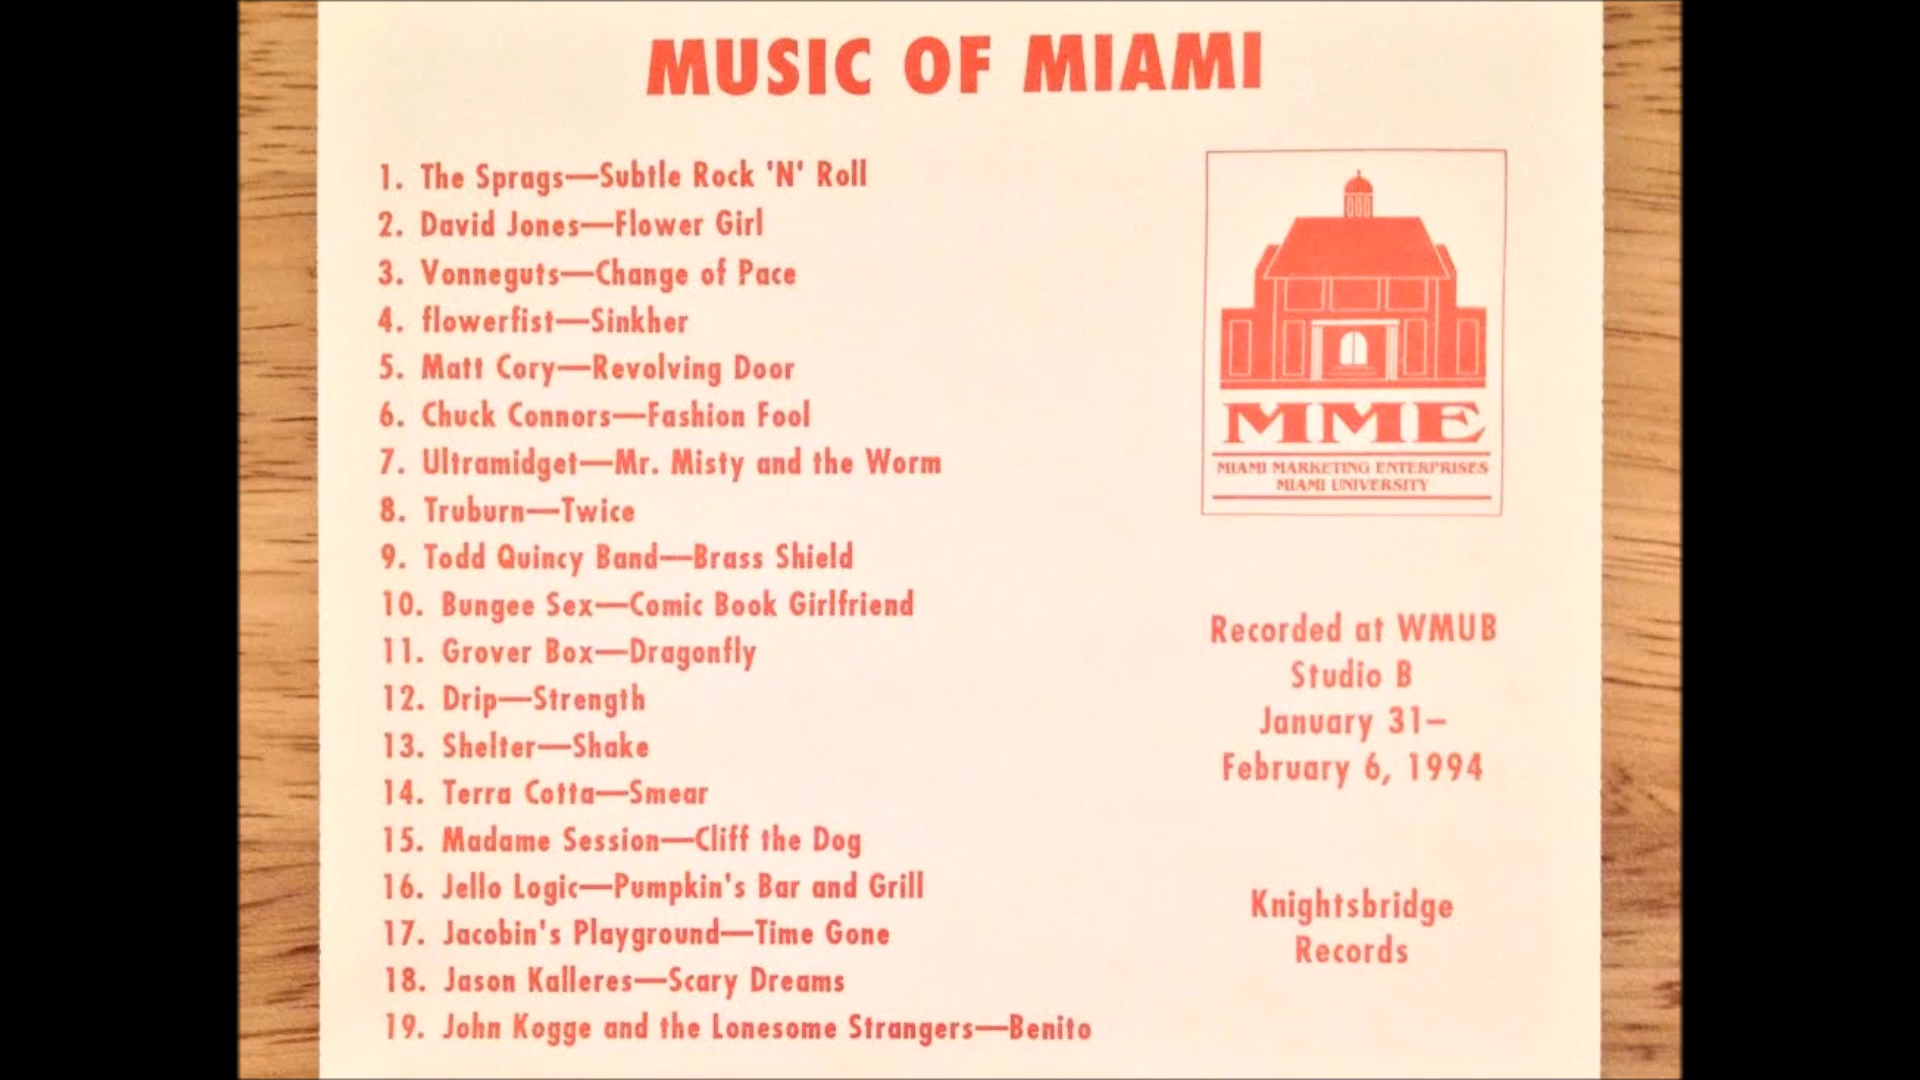 MUSIC OF MIAMI
1. The Sprags—Subtle Rock 'N' Roll
2. David Jones—Flower Girl
3. Vonneguts—Change of Pace
4. flowerfist—Sinkher
5. Matt Cory—Revolving Door
6. Chuck Connors—Fashion Fool
7. Ultramidget—Mr. Misty and the Worm
8. Truburn—Twice
9. Todd Quincy Band—Brass Shield
10. Bungee Sex—Comic Book Girlfriend
11. Grover Box—Dragonfly
12. Drip—Strength
13. Shelter—Shake
14. Terra Cotta—Smear
15. Madame Session—Cliff the Dog
16. Jello Logic—Pumpkin's Bar and Grill
17. Jacobin's Playground—Time Gone
18. Jason Kalleres—Scary Dreams
19. John Kogge and the Lonesome Strangers—Benito
MME
MIAMI MARKETING ENTERPRISES
MIAMI UNIVERSITY
Recorded at WMUB
Studio B
January 31–
February 6, 1994
Knightsbridge
Records